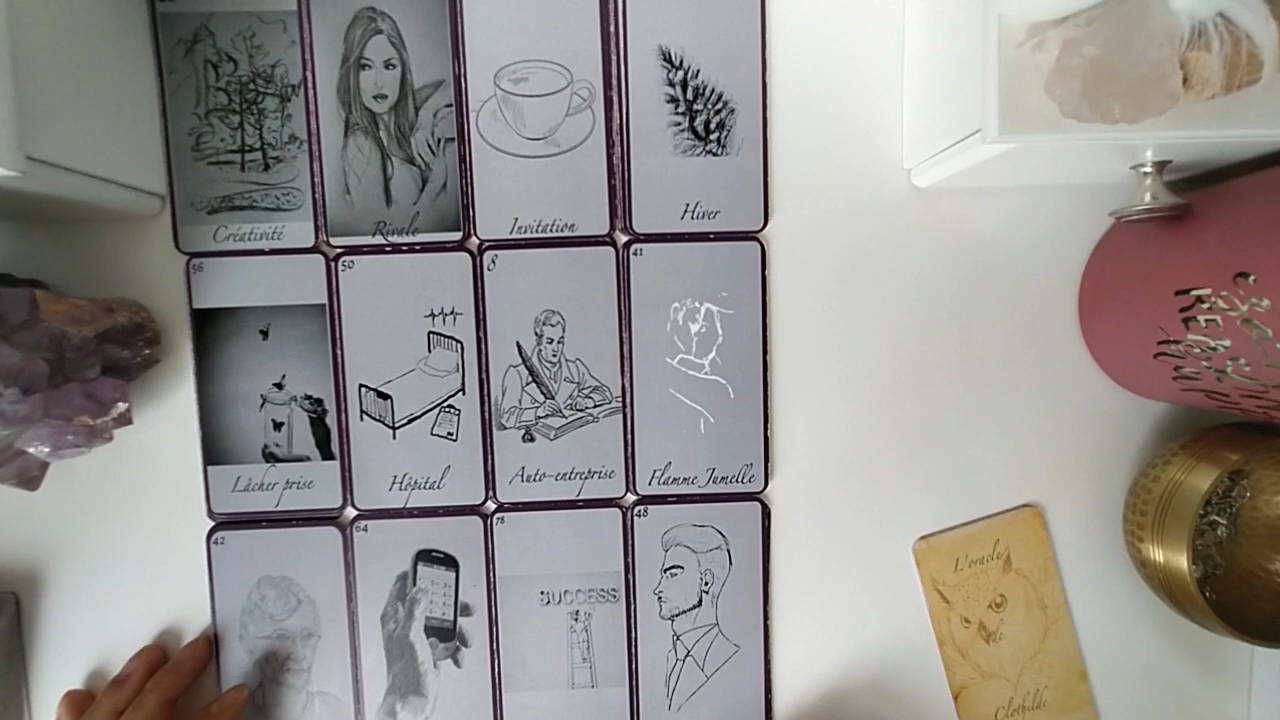 Créativité
Rivale
Invitation
Hiver
56
50
8
41
Lâcher prise
Hôpital
Auto-entreprise
Flamme Jumelle
42
64
78
48
SUCCESS
L'oracle
de
Clothilde